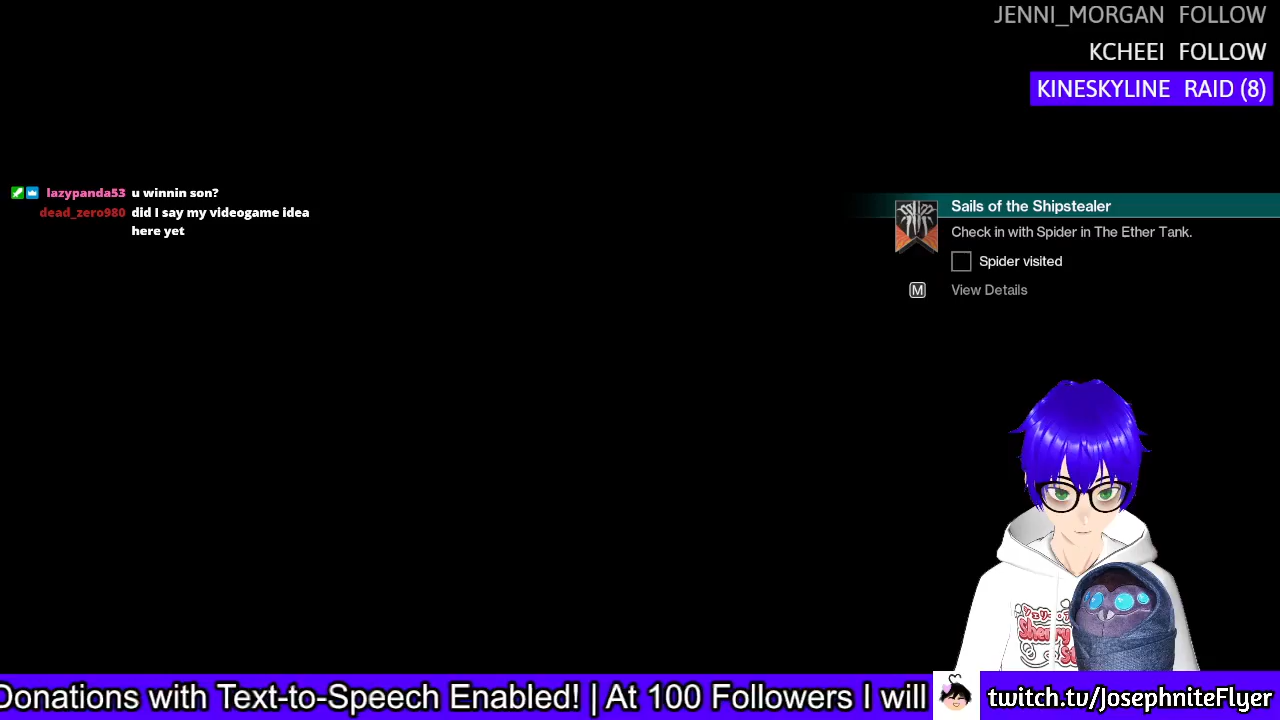 JENNI_MORGAN FOLLOW
KCHEEI FOLLOW
KINESKYLINE RAID (8)
lazypanda53 u winnin son?
dead_zero980 did I say my videogame idea
here yet
Sails of the Shipstealer
Check in with Spider in The Ether Tank.
Spider visited
M View Details
Donations with Text-to-Speech Enabled! | At 100 Followers I will
twitch.tv/JosephniteFlyer